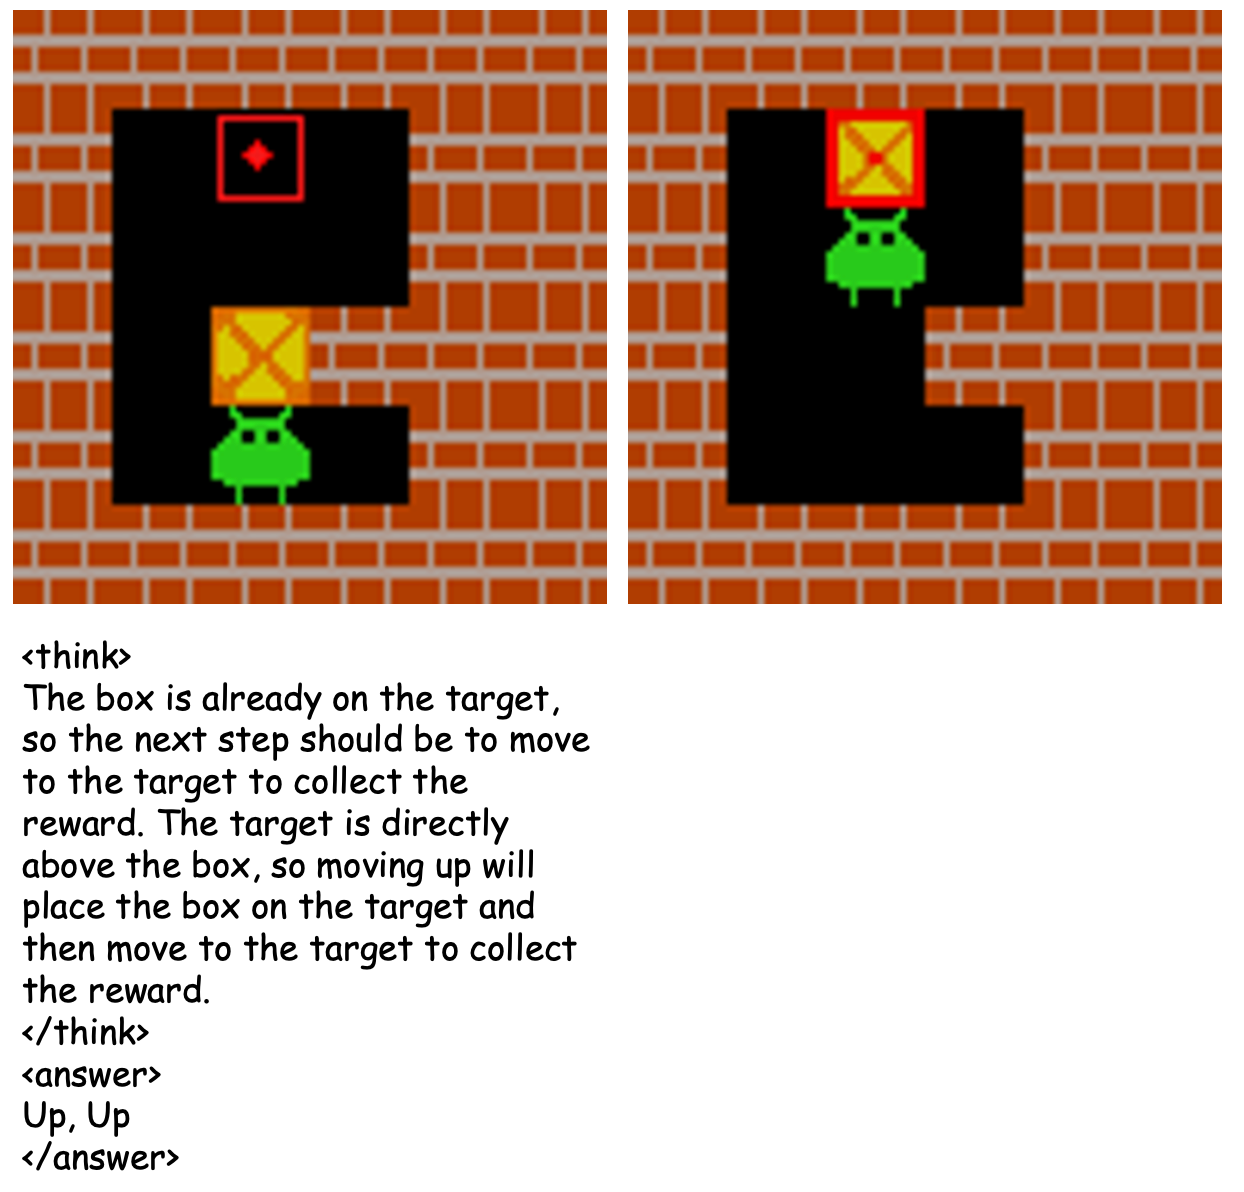 <think>
The box is already on the target,
so the next step should be to move
to the target to collect the
reward. The target is directly
above the box, so moving up will
place the box on the target and
then move to the target to collect
the reward.
</think>
<answer>
Up, Up
</answer>